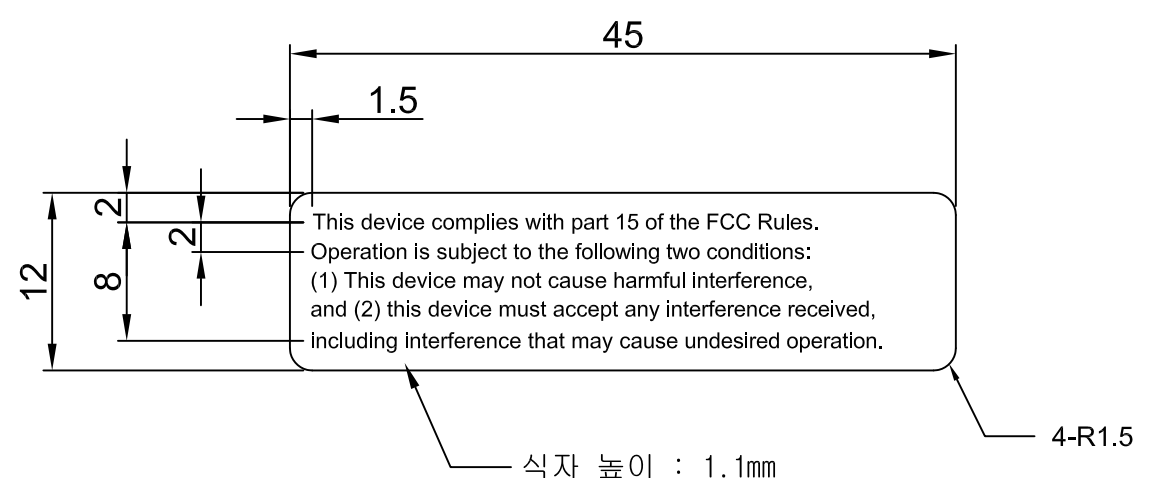 45
1.5
2
2
12
8
This device complies with part 15 of the FCC Rules.
Operation is subject to the following two conditions:
(1) This device may not cause harmful interference,
and (2) this device must accept any interference received,
including interference that may cause undesired operation.
4-R1.5
식자 높이 : 1.1mm